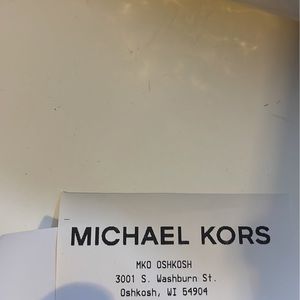 MICHAEL KORS
MKO OSHKOSH
3001 S. Washburn St.
Oshkosh, WI 54904